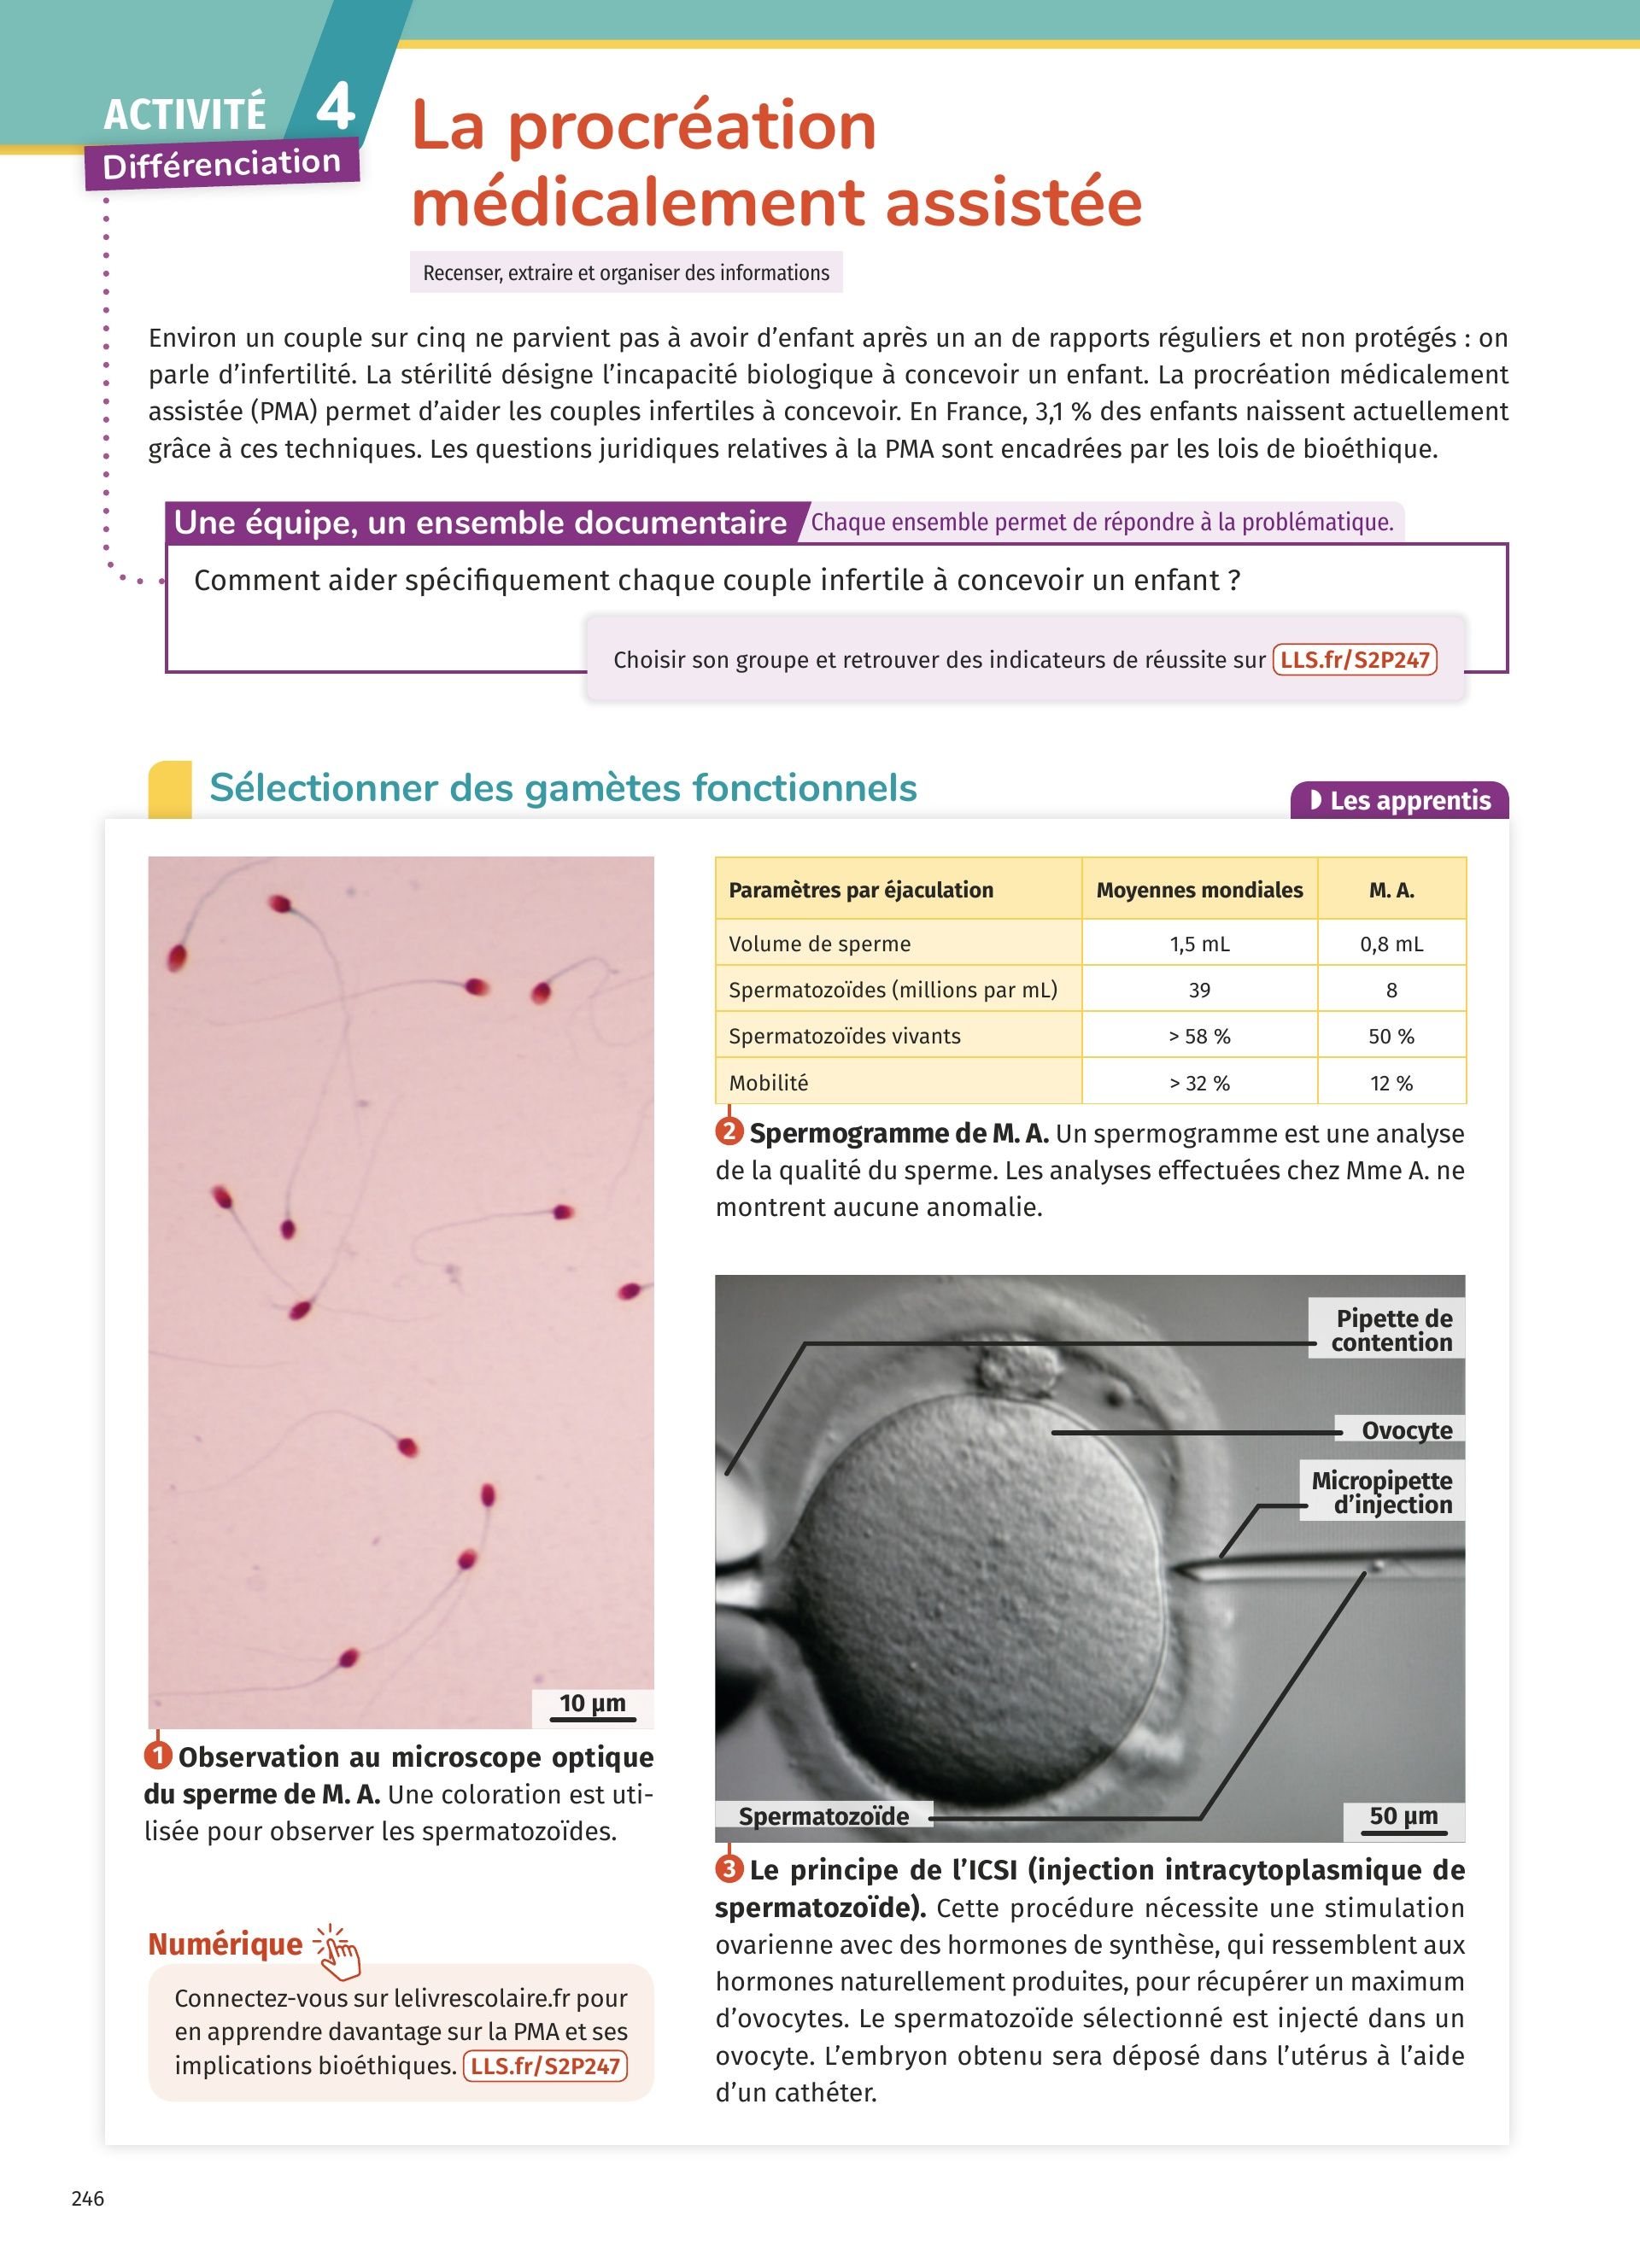 ACTIVITÉ 4
Différenciation
La procréation
médicalement assistée
Recenser, extraire et organiser des informations
Environ un couple sur cinq ne parvient pas à avoir d’enfant après un an de rapports réguliers et non protégés : on
parle d’infertilité. La stérilité désigne l’incapacité biologique à concevoir un enfant. La procréation médicalement
assistée (PMA) permet d’aider les couples infertiles à concevoir. En France, 3,1 % des enfants naissent actuellement
grâce à ces techniques. Les questions juridiques relatives à la PMA sont encadrées par les lois de bioéthique.
Une équipe, un ensemble documentaire Chaque ensemble permet de répondre à la problématique.
Comment aider spécifiquement chaque couple infertile à concevoir un enfant ?
Choisir son groupe et retrouver des indicateurs de réussite sur LLS.fr/S2P247
Sélectionner des gamètes fonctionnels
Les apprentis
10 µm
1 Observation au microscope optique
du sperme de M. A. Une coloration est uti-
lisée pour observer les spermatozoïdes.
Numérique
Connectez-vous sur lelivrescolaire.fr pour
en apprendre davantage sur la PMA et ses
implications bioéthiques. LLS.fr/S2P247
Paramètres par éjaculation Moyennes mondiales M. A.
Volume de sperme 1,5 mL 0,8 mL
Spermatozoïdes (millions par mL) 39 8
Spermatozoïdes vivants > 58 % 50 %
Mobilité > 32 % 12 %
2 Spermogramme de M. A. Un spermogramme est une analyse
de la qualité du sperme. Les analyses effectuées chez Mme A. ne
montrent aucune anomalie.
Pipette de
contention
Ovocyte
Micropipette
d’injection
Spermatozoïde
50 µm
3 Le principe de l’ICSI (injection intracytoplasmique de
spermatozoïde). Cette procédure nécessite une stimulation
ovarienne avec des hormones de synthèse, qui ressemblent aux
hormones naturellement produites, pour récupérer un maximum
d’ovocytes. Le spermatozoïde sélectionné est injecté dans un
ovocyte. L’embryon obtenu sera déposé dans l’utérus à l’aide
d’un cathéter.
246